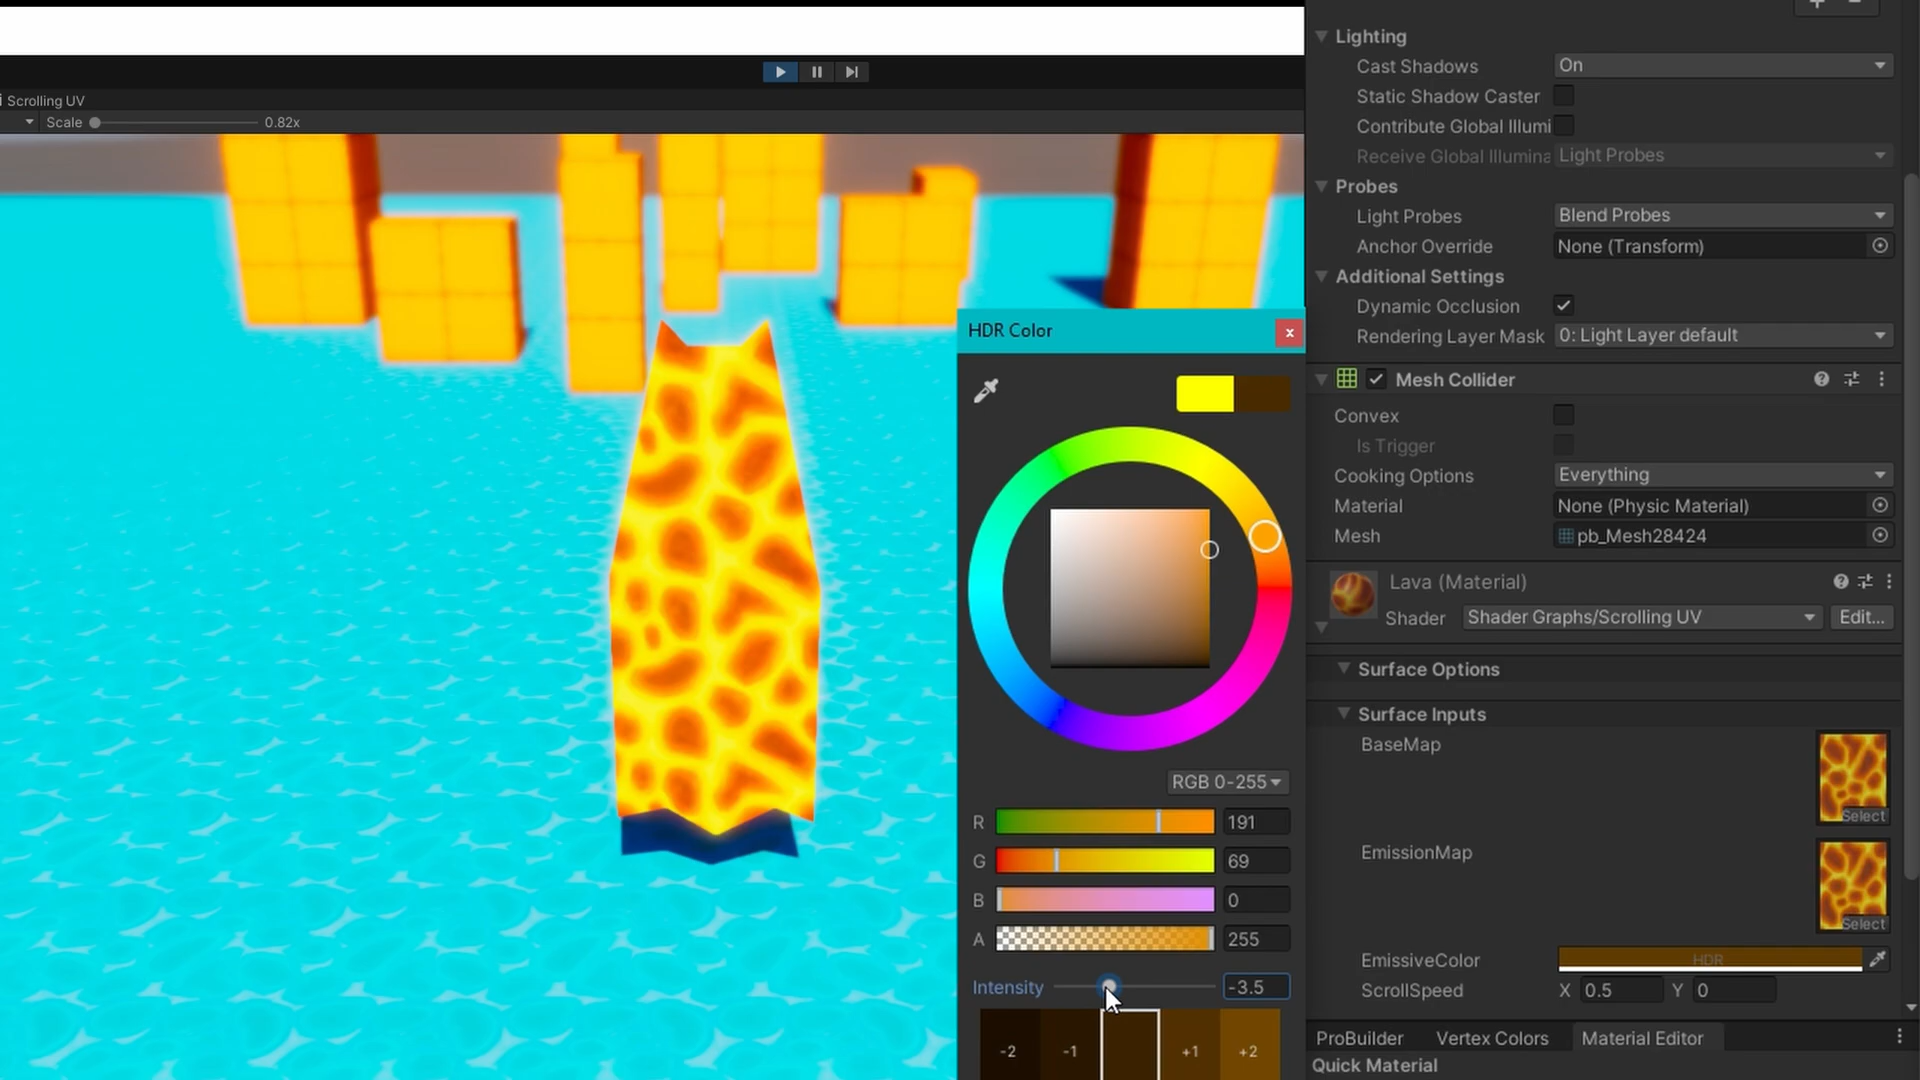 Scrolling UV
Scale 0.82x
HDR Color
x
RGB 0-255
R 191
G 69
B 0
A 255
Intensity -3.5
-2 -1 +1 +2
Lighting
Cast Shadows On
Static Shadow Caster
Contribute Global Illumi
Receive Global Illumina Light Probes
Probes
Light Probes Blend Probes
Anchor Override None (Transform)
Additional Settings
Dynamic Occlusion
Rendering Layer Mask 0: Light Layer default
Mesh Collider
Convex
Is Trigger
Cooking Options Everything
Material None (Physic Material)
Mesh pb_Mesh28424
Lava (Material)
Shader Shader Graphs/Scrolling UV Edit...
Surface Options
Surface Inputs
BaseMap
Select
EmissionMap
Select
EmissiveColor HDR
ScrollSpeed X 0.5 Y 0
ProBuilder Vertex Colors Material Editor
Quick Material